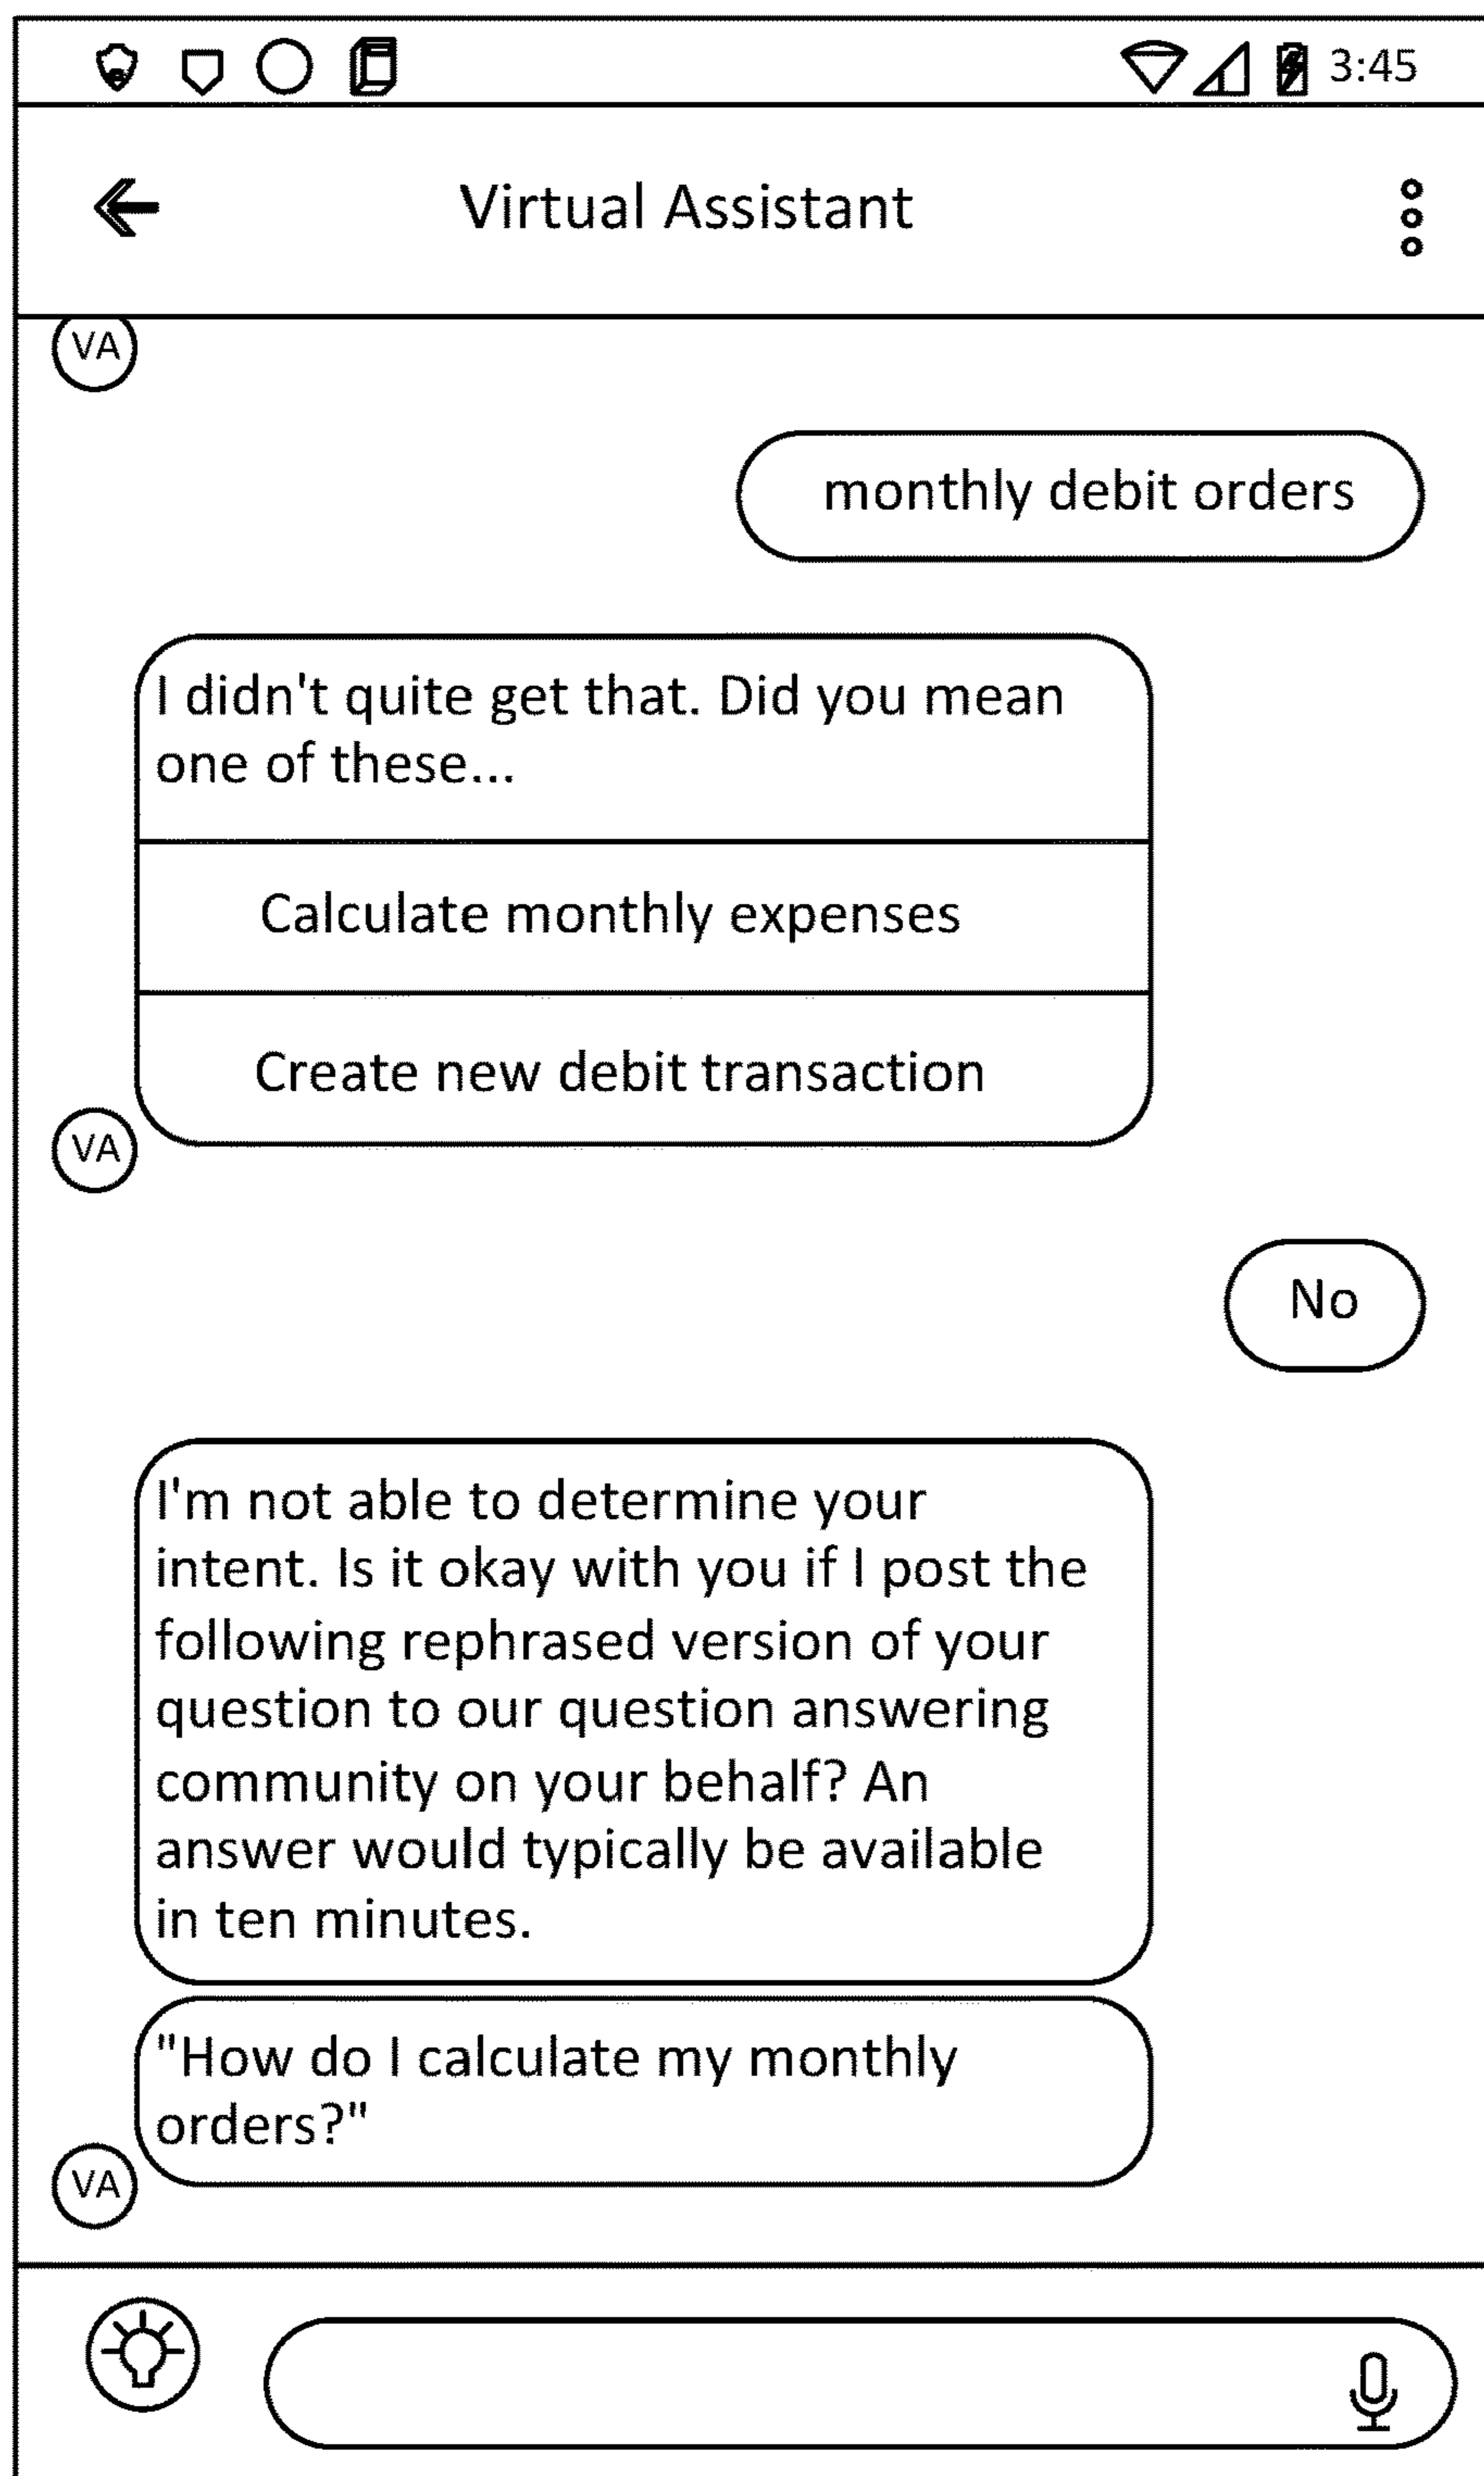 3:45
Virtual Assistant
VA
monthly debit orders
I didn't quite get that. Did you mean
one of these...
Calculate monthly expenses
Create new debit transaction
VA
No
I'm not able to determine your
intent. Is it okay with you if I post the
following rephrased version of your
question to our question answering
community on your behalf? An
answer would typically be available
in ten minutes.
"How do I calculate my monthly
orders?"
VA